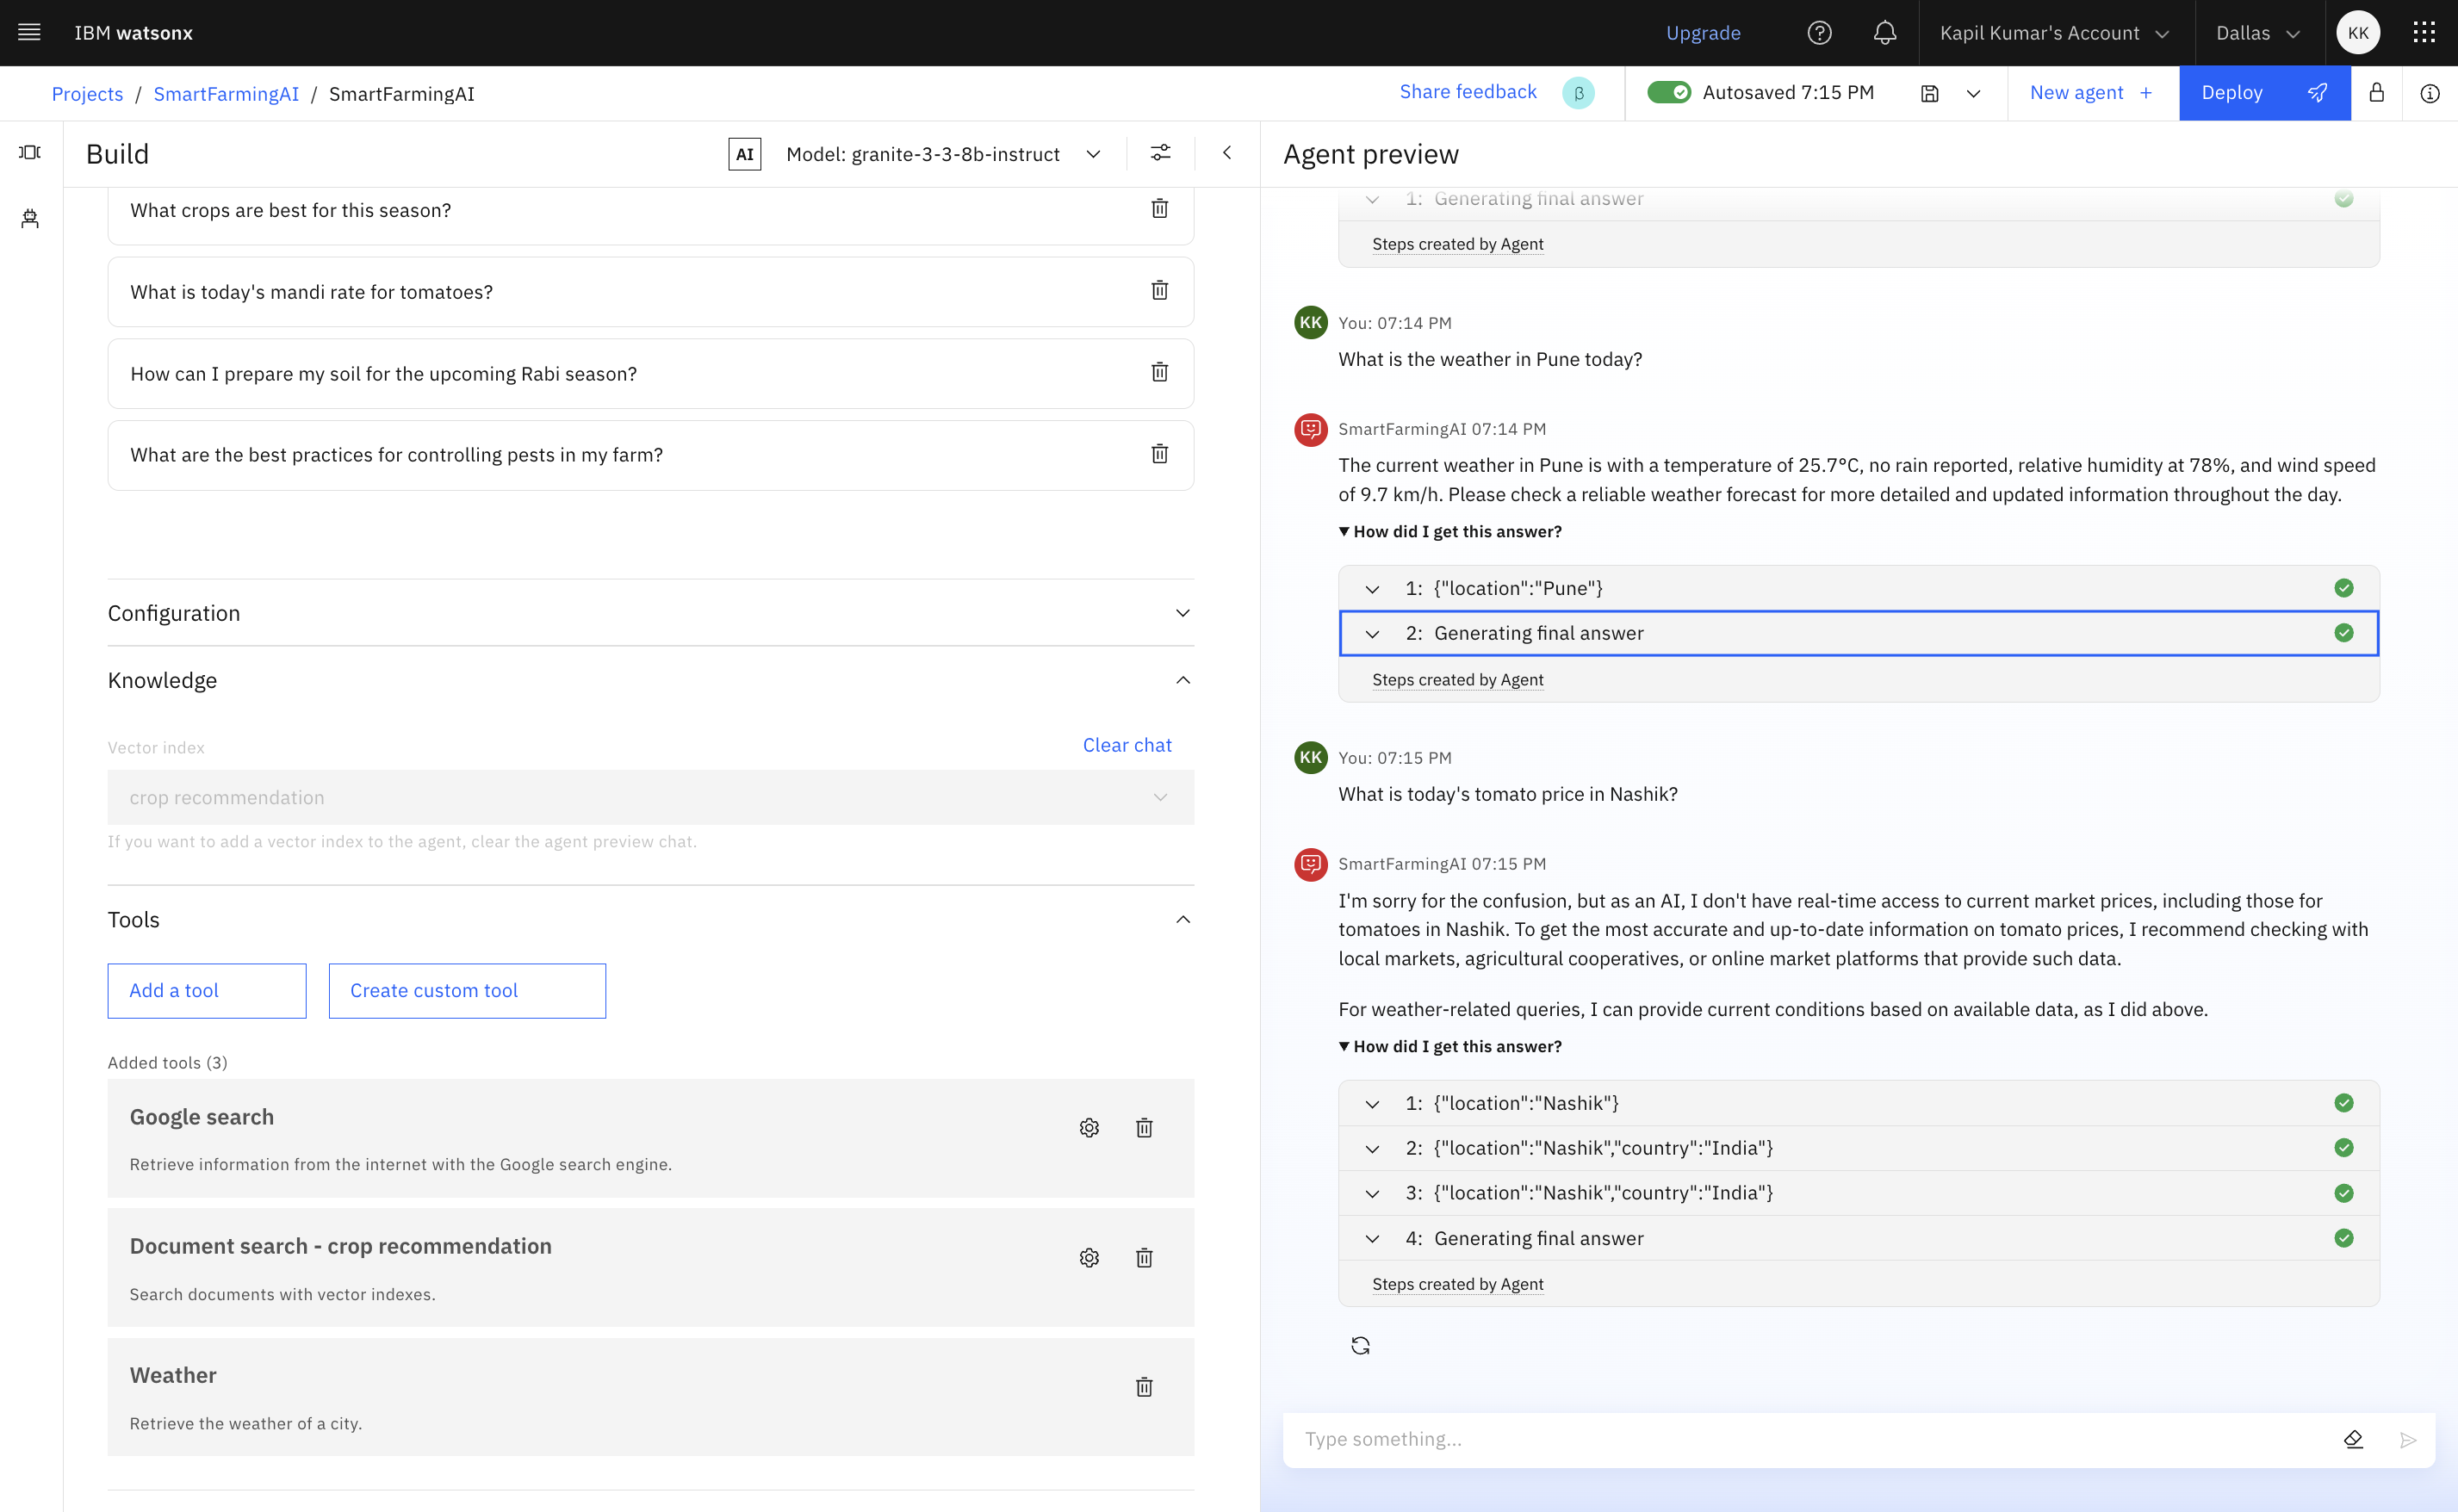 IBM watsonx
Upgrade
Kapil Kumar's Account
Dallas
KK
Projects / SmartFarmingAI / SmartFarmingAI
Share feedback
β
Autosaved 7:15 PM
New agent +
Deploy
Build
AI
Model: granite-3-3-8b-instruct
What crops are best for this season?
What is today's mandi rate for tomatoes?
How can I prepare my soil for the upcoming Rabi season?
What are the best practices for controlling pests in my farm?
Configuration
Knowledge
Vector index
Clear chat
crop recommendation
If you want to add a vector index to the agent, clear the agent preview chat.
Tools
Add a tool
Create custom tool
Added tools (3)
Google search
Retrieve information from the internet with the Google search engine.
Document search - crop recommendation
Search documents with vector indexes.
Weather
Retrieve the weather of a city.
Agent preview
1: Generating final answer
Steps created by Agent
KK
You: 07:14 PM
What is the weather in Pune today?
SmartFarmingAI 07:14 PM
The current weather in Pune is with a temperature of 25.7°C, no rain reported, relative humidity at 78%, and wind speed
of 9.7 km/h. Please check a reliable weather forecast for more detailed and updated information throughout the day.
How did I get this answer?
1: {"location":"Pune"}
2: Generating final answer
Steps created by Agent
KK
You: 07:15 PM
What is today's tomato price in Nashik?
SmartFarmingAI 07:15 PM
I'm sorry for the confusion, but as an AI, I don't have real-time access to current market prices, including those for
tomatoes in Nashik. To get the most accurate and up-to-date information on tomato prices, I recommend checking with
local markets, agricultural cooperatives, or online market platforms that provide such data.
For weather-related queries, I can provide current conditions based on available data, as I did above.
How did I get this answer?
1: {"location":"Nashik"}
2: {"location":"Nashik","country":"India"}
3: {"location":"Nashik","country":"India"}
4: Generating final answer
Steps created by Agent
Type something...